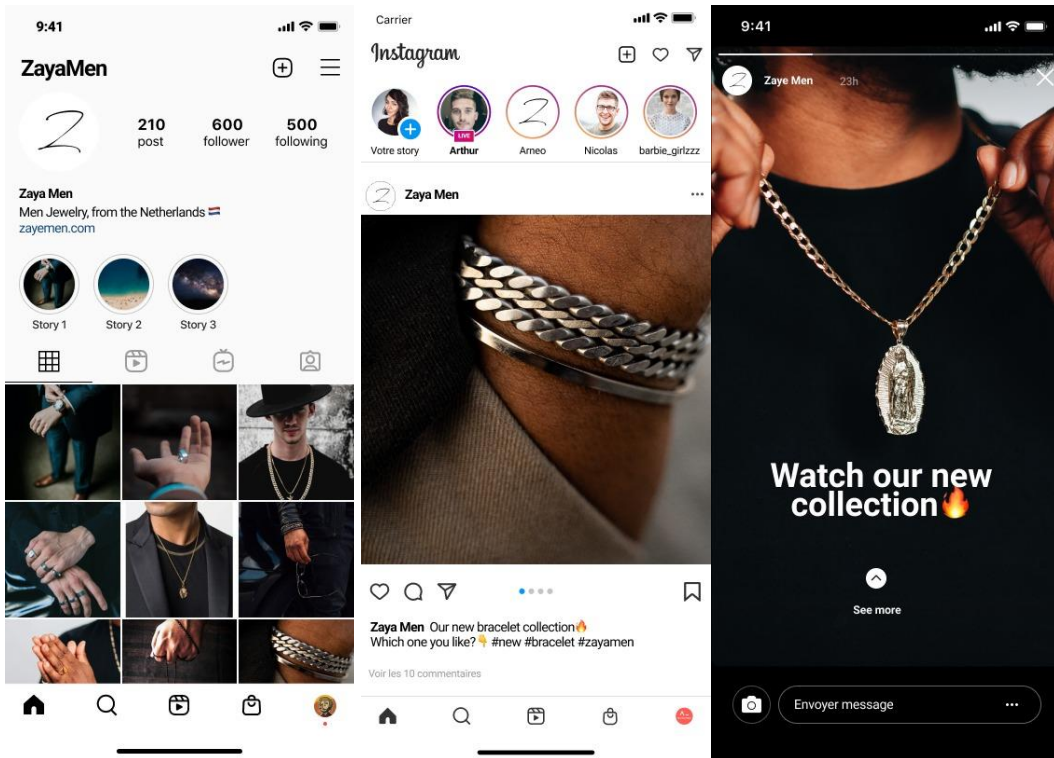 9:41
ZayaMen
210 600 500
post follower following
Zaya Men
Men Jewelry, from the Netherlands 🇳🇱
zayemen.com
Story 1 Story 2 Story 3
Carrier
Instagram
LIVE
Votre story Arthur Arneo Nicolas barbie_girlzzz
Zaya Men
Zaya Men Our new bracelet collection🔥
Which one you like?👇 #new #bracelet #zayamen
Voir les 10 commentaires
9:41
Zaye Men 23h
Watch our new
collection🔥
See more
Envoyer message